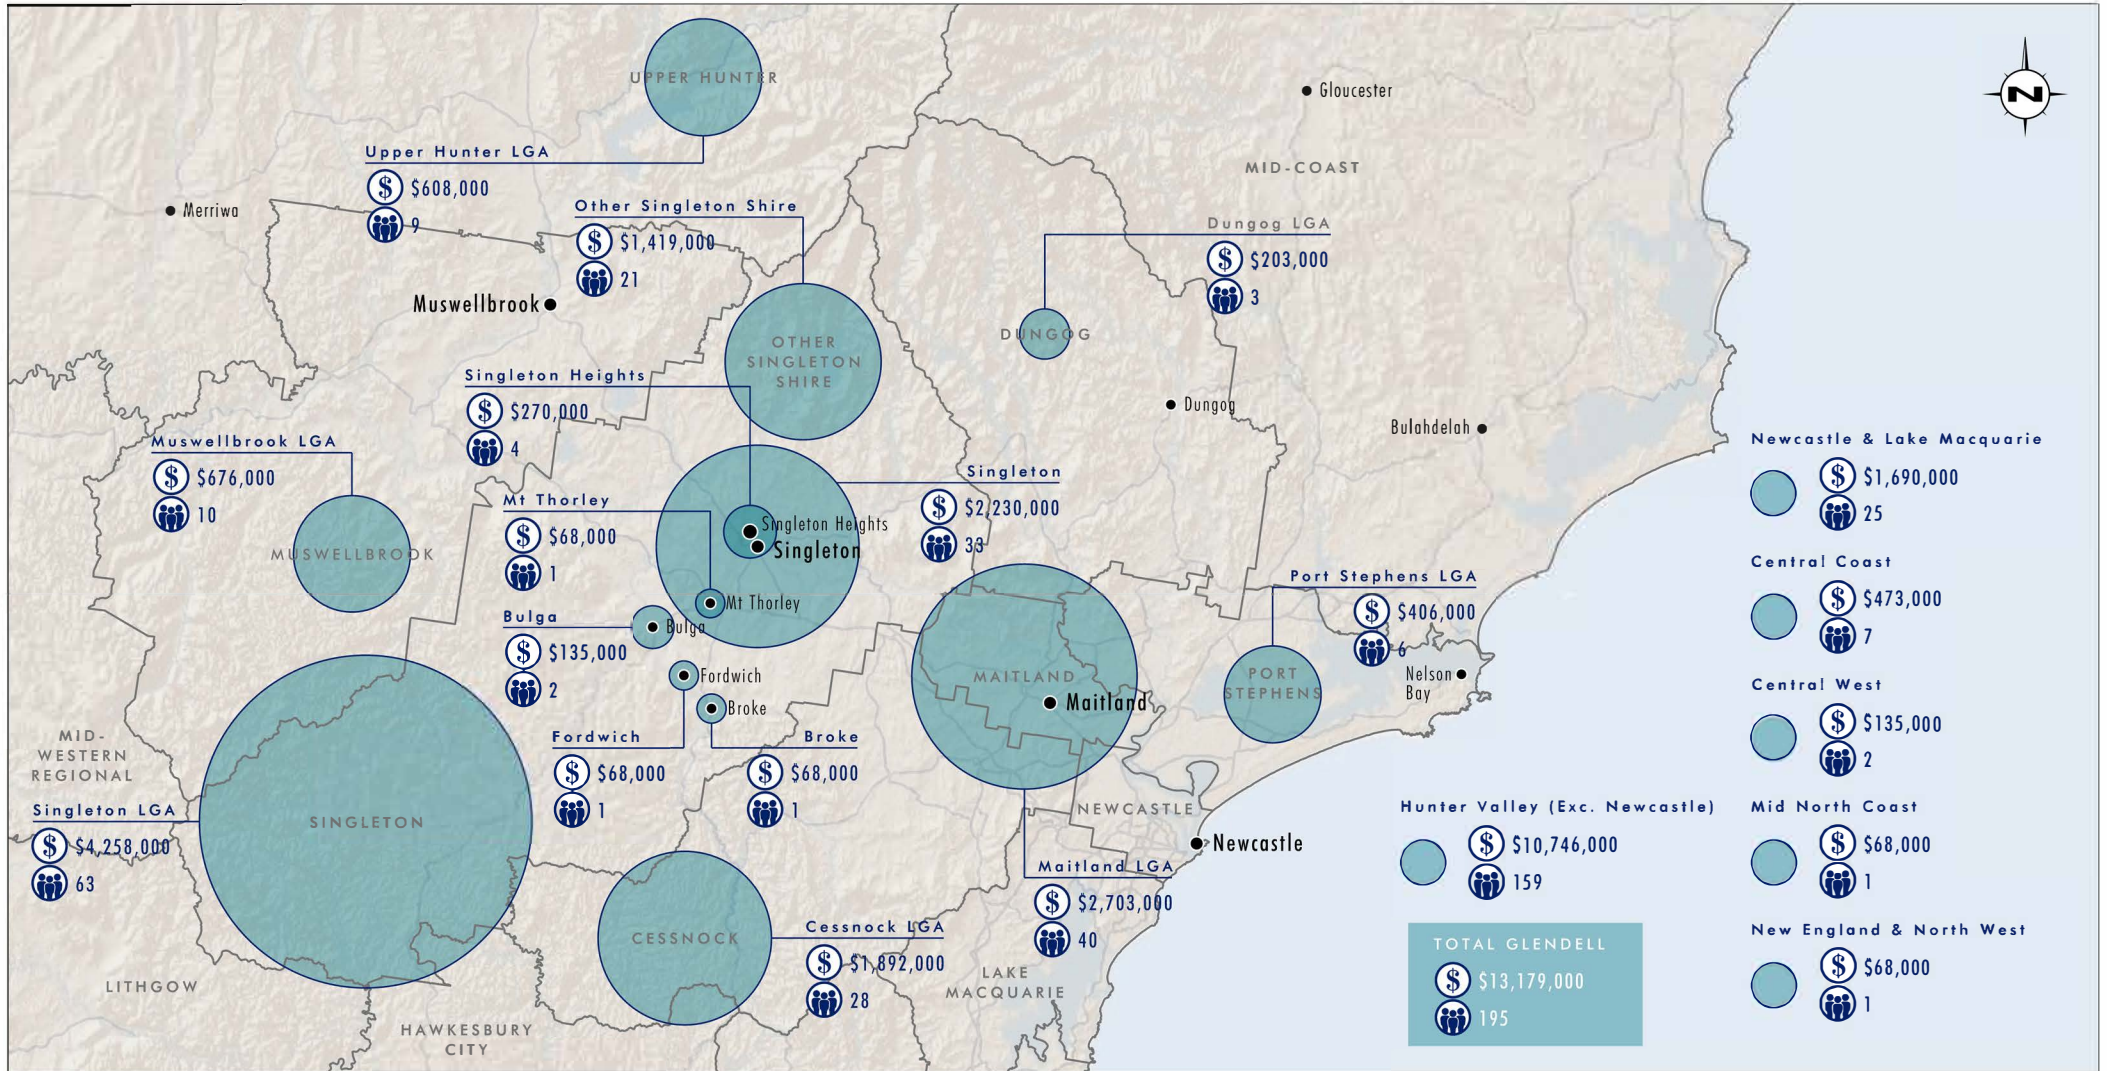 UPPER HUNTER
Gloucester
N
Upper Hunter LGA
$ $608,000
9
MID-COAST
Merriwa
Other Singleton Shire
$ $1,419,000
21
Dungog LGA
$ $203,000
3
Muswellbrook
DUNGOG
OTHER
SINGLETON
SHIRE
Singleton Heights
$ $270,000
4
Dungog
Bulahdelah
Muswellbrook LGA
$ $676,000
10
MUSWELLBROOK
Singleton
$ $2,230,000
33
Mt Thorley
$ $68,000
1
Singleton Heights
Singleton
Mt Thorley
Bulga
$ $135,000
2
Bulga
Port Stephens LGA
$ $406,000
6
Fordwich
Broke
MAITLAND
Maitland
PORT
STEPHENS
Nelson
Bay
MID-
WESTERN
REGIONAL
Fordwich
$ $68,000
1
Broke
$ $68,000
1
Singleton LGA
$ $4,258,000
63
SINGLETON
NEWCASTLE
Newcastle
Maitland LGA
$ $2,703,000
40
CESSNOCK
Cessnock LGA
$ $1,892,000
28
LITHGOW
HAWKESBURY
CITY
LAKE
MACQUARIE
Newcastle & Lake Macquarie
$ $1,690,000
25
Central Coast
$ $473,000
7
Central West
$ $135,000
2
Mid North Coast
$ $68,000
1
New England & North West
$ $68,000
1
Hunter Valley (Exc. Newcastle)
$ $10,746,000
159
TOTAL GLENDELL
$ $13,179,000
195